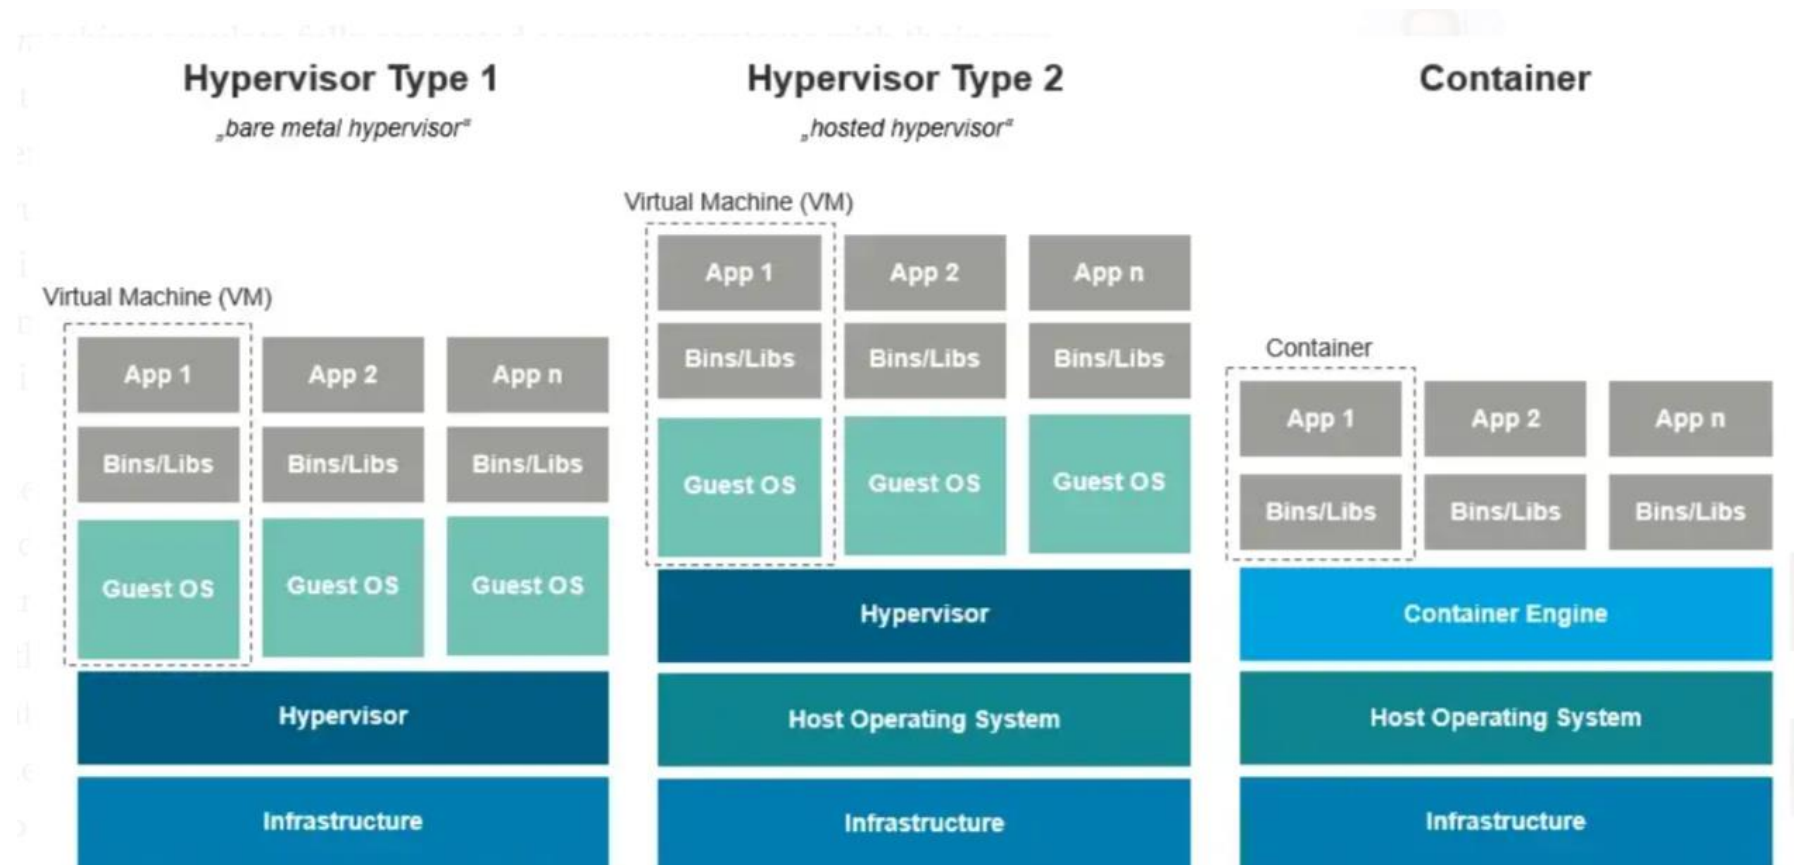 Hypervisor Type 1
„bare metal hypervisor“
Virtual Machine (VM)
App 1
App 2
App n
Bins/Libs
Bins/Libs
Bins/Libs
Guest OS
Guest OS
Guest OS
Hypervisor
Infrastructure
Hypervisor Type 2
„hosted hypervisor“
Virtual Machine (VM)
App 1
App 2
App n
Bins/Libs
Bins/Libs
Bins/Libs
Guest OS
Guest OS
Guest OS
Hypervisor
Host Operating System
Infrastructure
Container
Container
App 1
App 2
App n
Bins/Libs
Bins/Libs
Bins/Libs
Container Engine
Host Operating System
Infrastructure